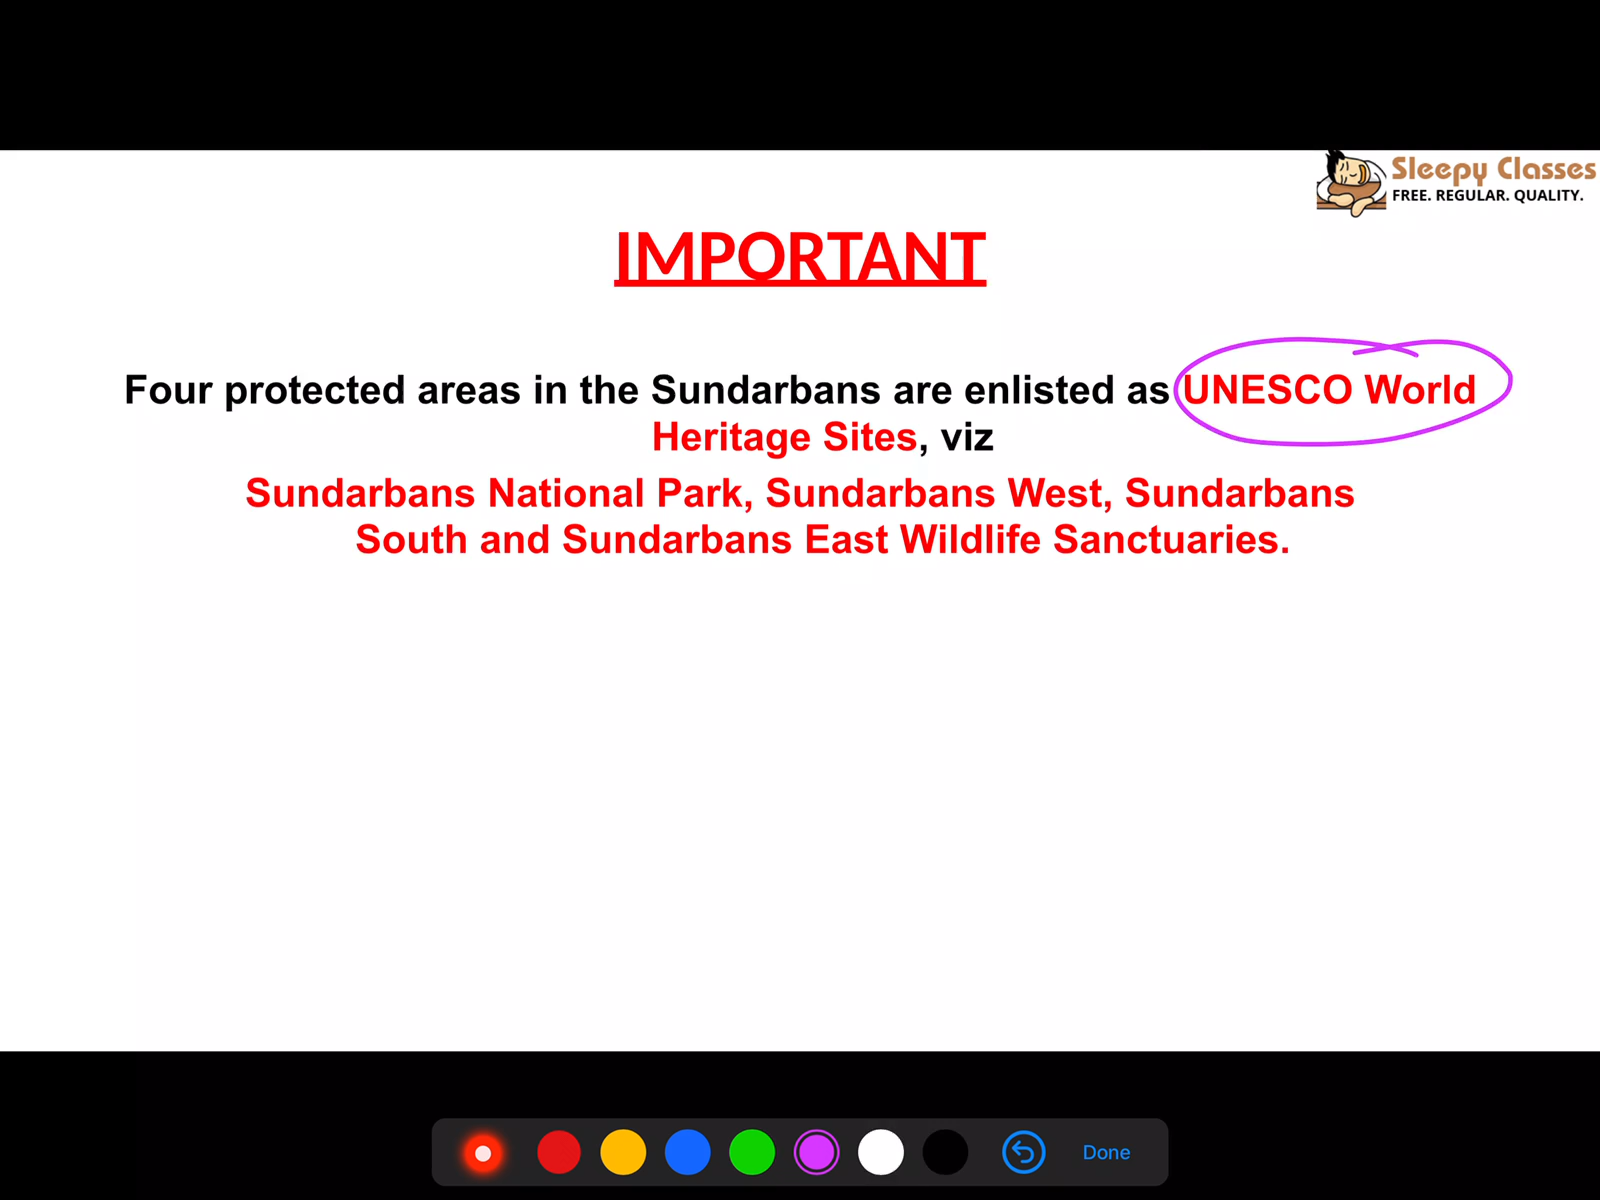 Sleepy Classes
FREE. REGULAR. QUALITY.
IMPORTANT
Four protected areas in the Sundarbans are enlisted as UNESCO World
Heritage Sites, viz
Sundarbans National Park, Sundarbans West, Sundarbans
South and Sundarbans East Wildlife Sanctuaries.
Done